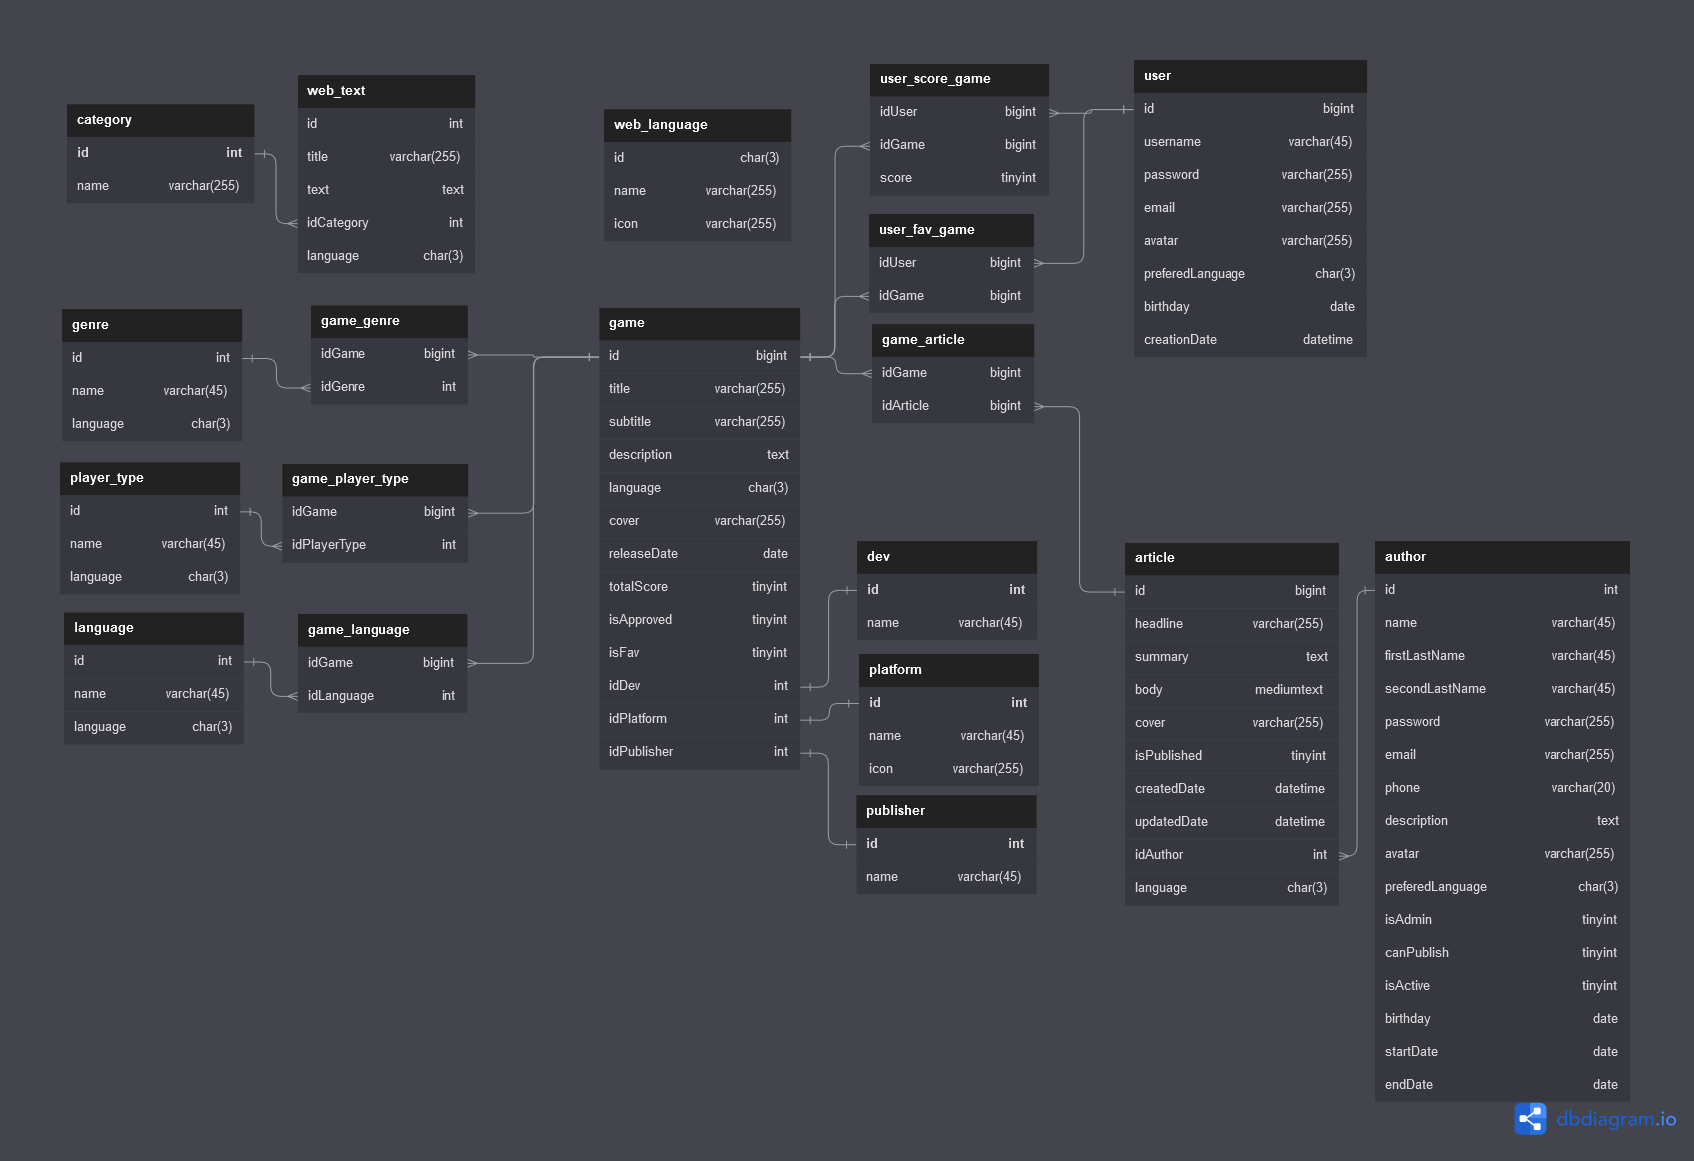 category
id int
name varchar(255)
web_text
id int
title varchar(255)
text text
idCategory int
language char(3)
web_language
id char(3)
name varchar(255)
icon varchar(255)
user_score_game
idUser bigint
idGame bigint
score tinyint
user
id bigint
username varchar(45)
password varchar(255)
email varchar(255)
avatar varchar(255)
preferedLanguage char(3)
birthday date
creationDate datetime
user_fav_game
idUser bigint
idGame bigint
genre
id int
name varchar(45)
language char(3)
game_genre
idGame bigint
idGenre int
game
id bigint
title varchar(255)
subtitle varchar(255)
description text
language char(3)
cover varchar(255)
releaseDate date
totalScore tinyint
isApproved tinyint
isFav tinyint
idDev int
idPlatform int
idPublisher int
game_article
idGame bigint
idArticle bigint
player_type
id int
name varchar(45)
language char(3)
game_player_type
idGame bigint
idPlayerType int
language
id int
name varchar(45)
language char(3)
game_language
idGame bigint
idLanguage int
dev
id int
name varchar(45)
platform
id int
name varchar(45)
icon varchar(255)
publisher
id int
name varchar(45)
article
id bigint
headline varchar(255)
summary text
body mediumtext
cover varchar(255)
isPublished tinyint
createdDate datetime
updatedDate datetime
idAuthor int
language char(3)
author
id int
name varchar(45)
firstLastName varchar(45)
secondLastName varchar(45)
password varchar(255)
email varchar(255)
phone varchar(20)
description text
avatar varchar(255)
preferedLanguage char(3)
isAdmin tinyint
canPublish tinyint
isActive tinyint
birthday date
startDate date
endDate date
dbdiagram.io